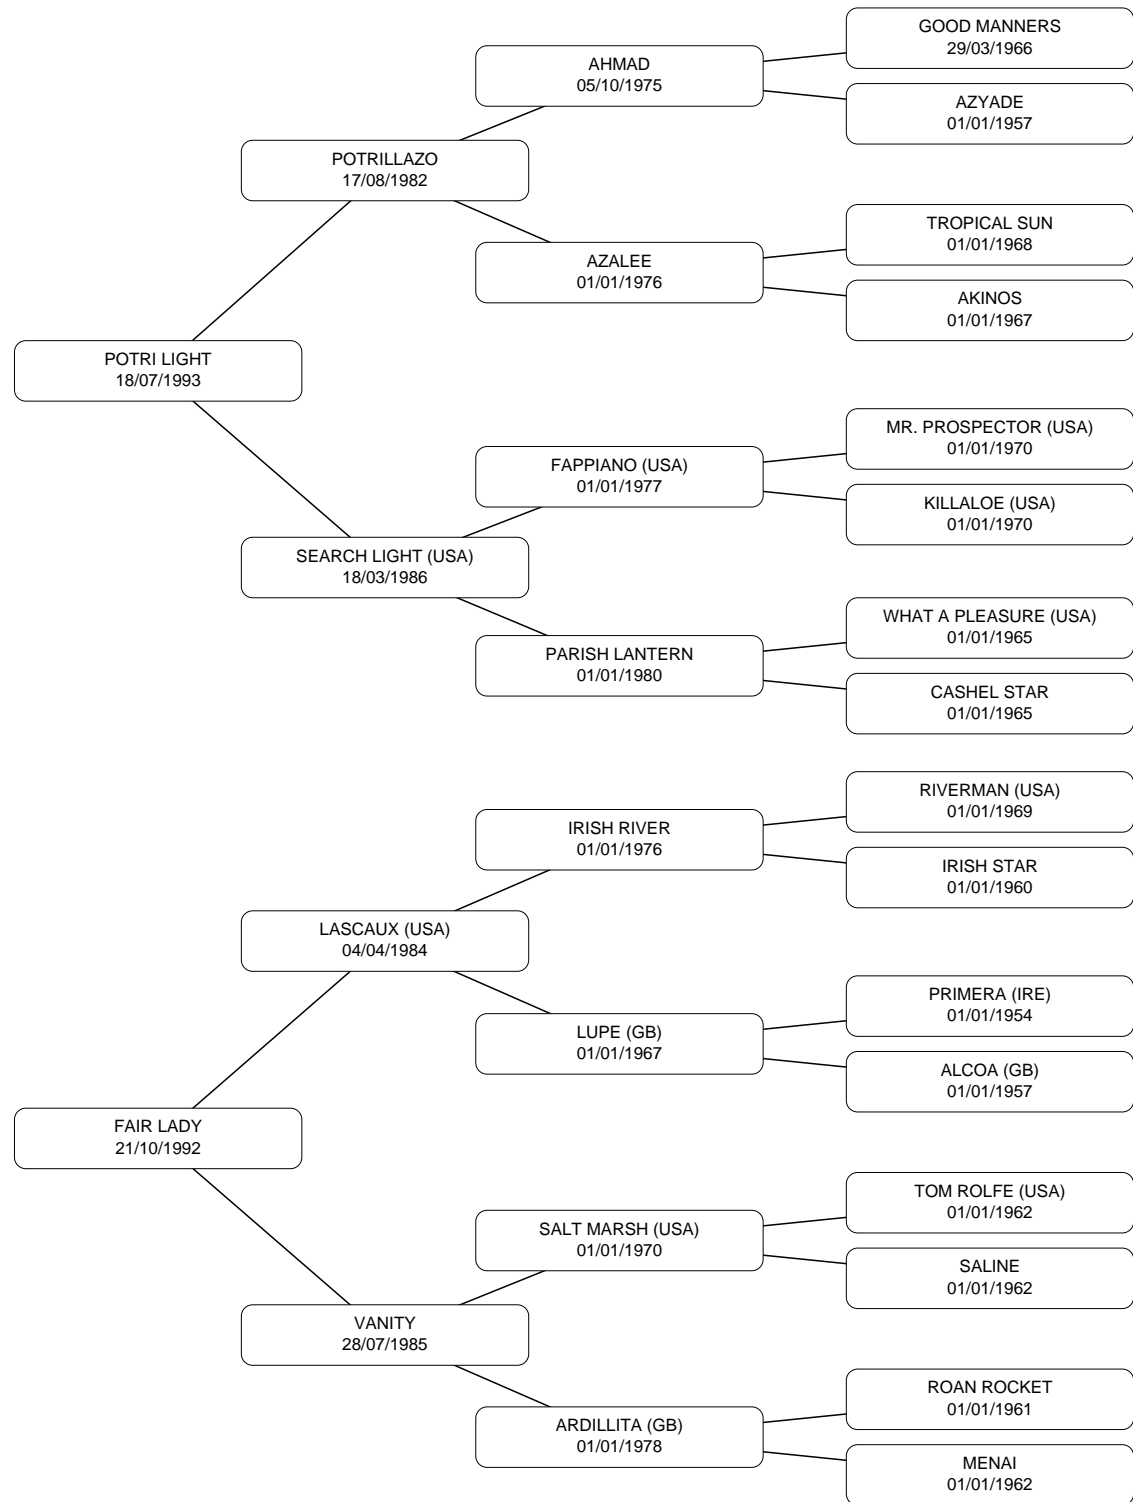 GOOD MANNERS
29/03/1966
AHMAD
05/10/1975
AZYADE
01/01/1957
POTRILLAZO
17/08/1982
TROPICAL SUN
01/01/1968
AZALEE
01/01/1976
AKINOS
01/01/1967
POTRI LIGHT
18/07/1993
MR. PROSPECTOR (USA)
01/01/1970
FAPPIANO (USA)
01/01/1977
KILLALOE (USA)
01/01/1970
SEARCH LIGHT (USA)
18/03/1986
WHAT A PLEASURE (USA)
01/01/1965
PARISH LANTERN
01/01/1980
CASHEL STAR
01/01/1965
RIVERMAN (USA)
01/01/1969
IRISH RIVER
01/01/1976
IRISH STAR
01/01/1960
LASCAUX (USA)
04/04/1984
PRIMERA (IRE)
01/01/1954
LUPE (GB)
01/01/1967
ALCOA (GB)
01/01/1957
FAIR LADY
21/10/1992
TOM ROLFE (USA)
01/01/1962
SALT MARSH (USA)
01/01/1970
SALINE
01/01/1962
VANITY
28/07/1985
ROAN ROCKET
01/01/1961
ARDILLITA (GB)
01/01/1978
MENAI
01/01/1962